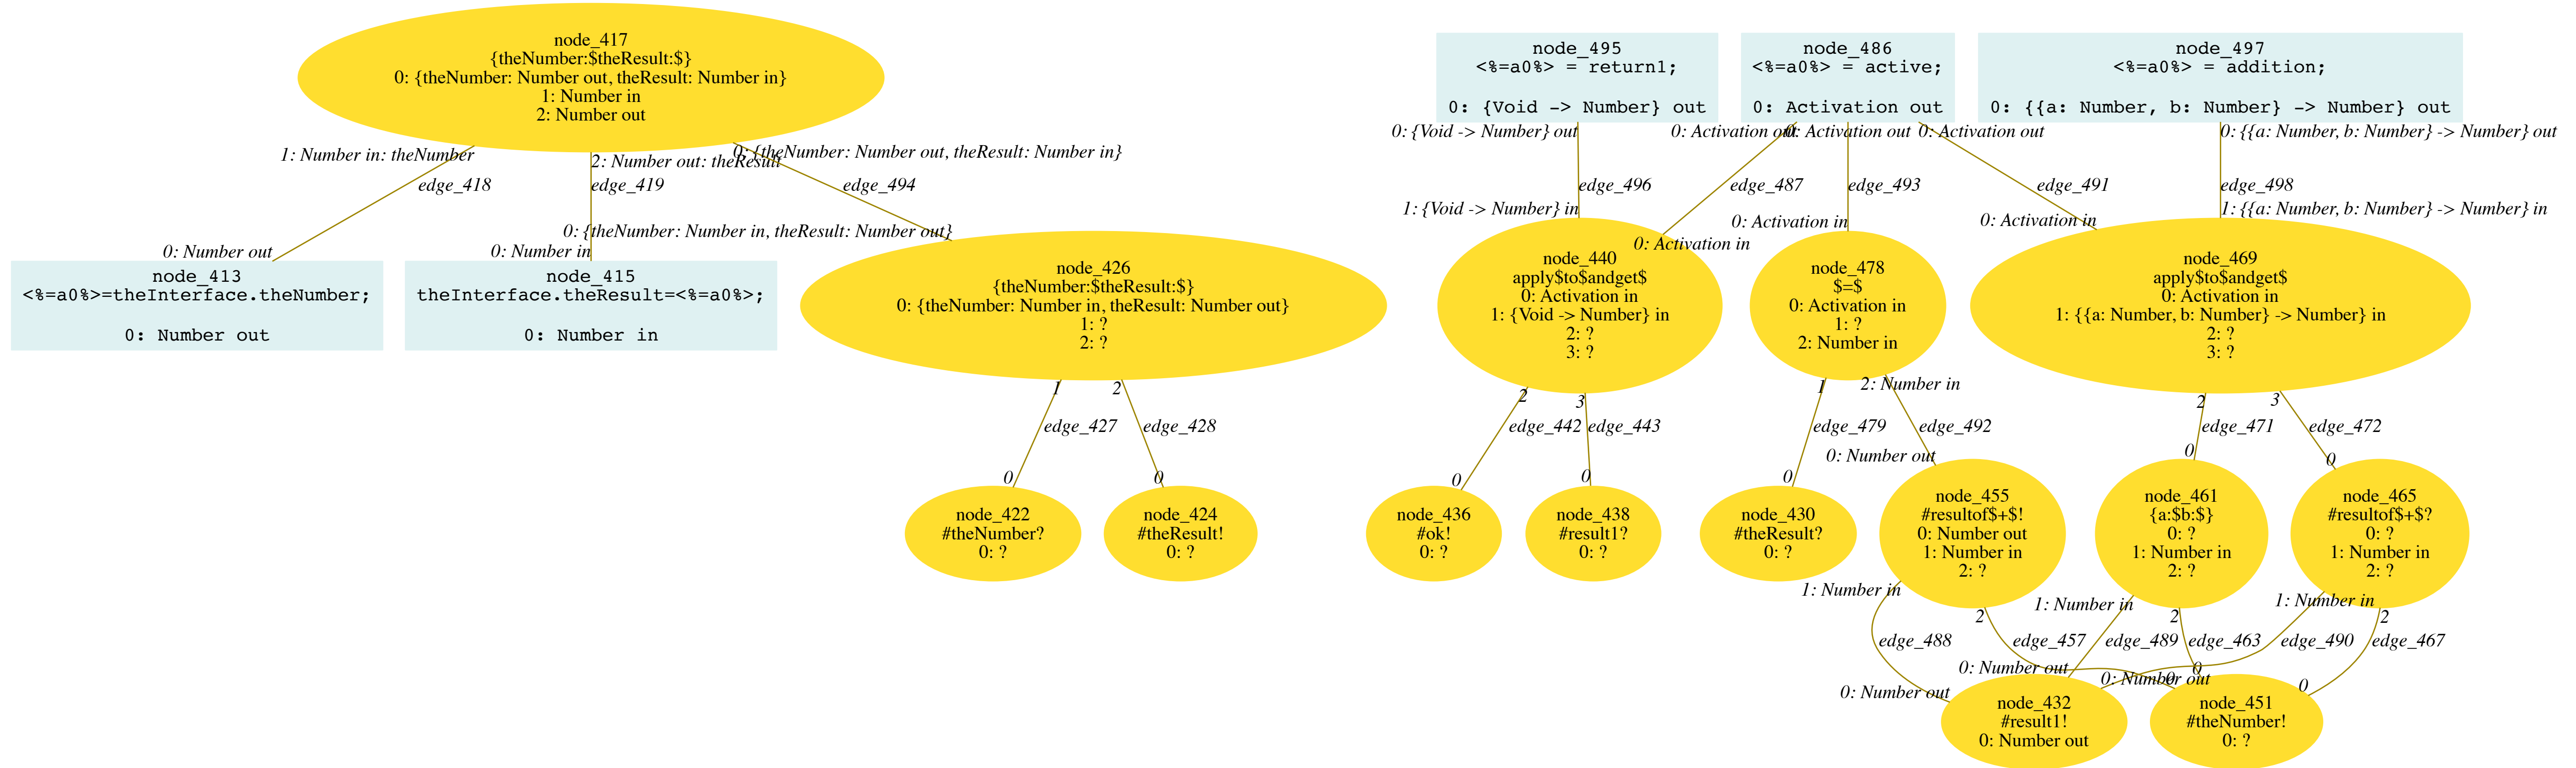 node_417
{theNumber:$theResult:$}
0: {theNumber: Number out, theResult: Number in}
1: Number in
2: Number out
node_495
<%=a0%> = return1;
0: {Void -> Number} out
node_486
<%=a0%> = active;
0: Activation out
node_497
<%=a0%> = addition;
0: {{a: Number, b: Number} -> Number} out
1: Number in: theNumber
2: Number out: theResult
0: {theNumber: Number out, theResult: Number in}
0: {Void -> Number} out
0: Activation out
0: Activation out
0: Activation out
0: {{a: Number, b: Number} -> Number} out
edge_418
edge_419
edge_494
edge_496
edge_487
edge_493
edge_491
edge_498
0: Number out
0: Number in
0: {theNumber: Number in, theResult: Number out}
1: {Void -> Number} in
0: Activation in
0: Activation in
0: Activation in
1: {{a: Number, b: Number} -> Number} in
node_413
<%=a0%>=theInterface.theNumber;
0: Number out
node_415
theInterface.theResult=<%=a0%>;
0: Number in
node_426
{theNumber:$theResult:$}
0: {theNumber: Number in, theResult: Number out}
1: ?
2: ?
node_440
apply$to$andget$
0: Activation in
1: {Void -> Number} in
2: ?
3: ?
node_478
$=$
0: Activation in
1: ?
2: Number in
node_469
apply$to$andget$
0: Activation in
1: {{a: Number, b: Number} -> Number} in
2: ?
3: ?
1
2
2
3
1
2: Number in
2
3
edge_427
edge_428
edge_442
edge_443
edge_479
edge_492
edge_471
edge_472
0
0
0
0
0
0: Number out
0
0
node_422
#theNumber?
0: ?
node_424
#theResult!
0: ?
node_436
#ok!
0: ?
node_438
#result1?
0: ?
node_430
#theResult?
0: ?
node_455
#resultof$+$!
0: Number out
1: Number in
2: ?
node_461
{a:$b:$}
0: ?
1: Number in
2: ?
node_465
#resultof$+$?
0: ?
1: Number in
2: ?
1: Number in
2
1: Number in
2
1: Number in
2
edge_488
edge_457
edge_489
edge_463
edge_490
edge_467
0: Number out
0
0: Number out
0
0: Number out
0
node_432
#result1!
0: Number out
node_451
#theNumber!
0: ?